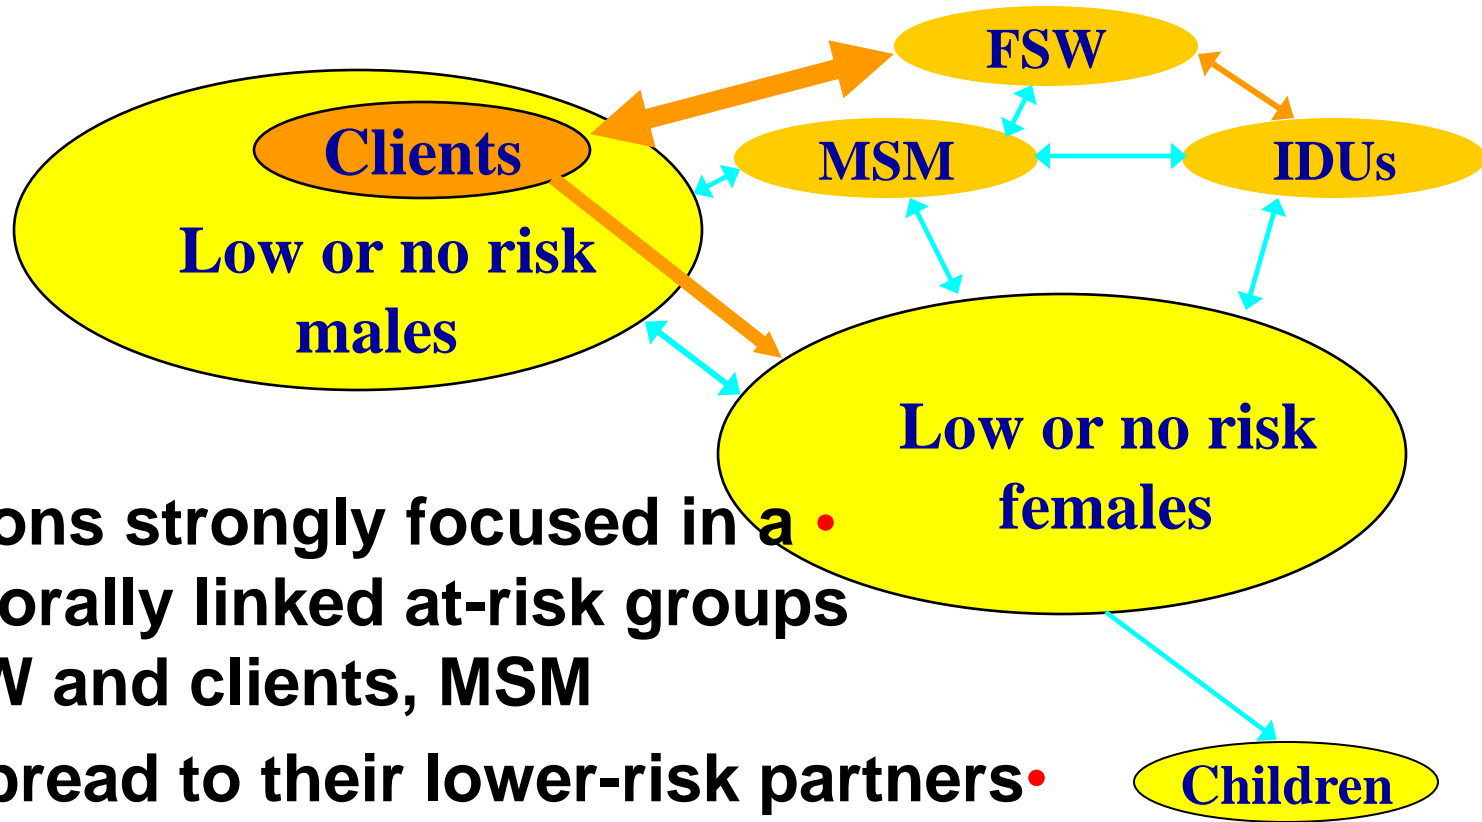 FSW
Clients
MSM
IDUs
Low or no risk
males
Low or no risk
females
ons strongly focused in a •
orally linked at-risk groups
W and clients, MSM
pread to their lower-risk partners•
Children